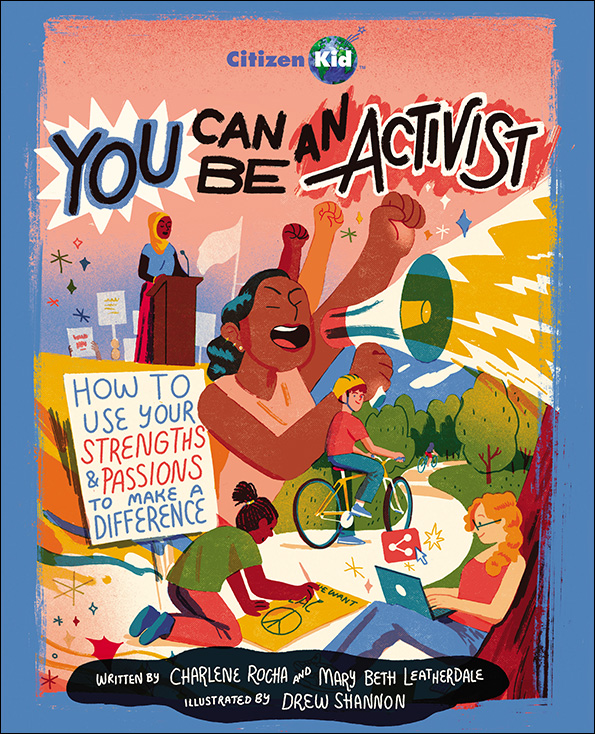 Citizen Kid™
YOU CAN BE AN ACTIVIST
HOW TO
USE YOUR
STRENGTHS
& PASSIONS
TO MAKE A
DIFFERENCE
WE WANT
WRITTEN BY CHARLENE ROCHA AND MARY BETH LEATHERDALE
ILLUSTRATED BY DREW SHANNON